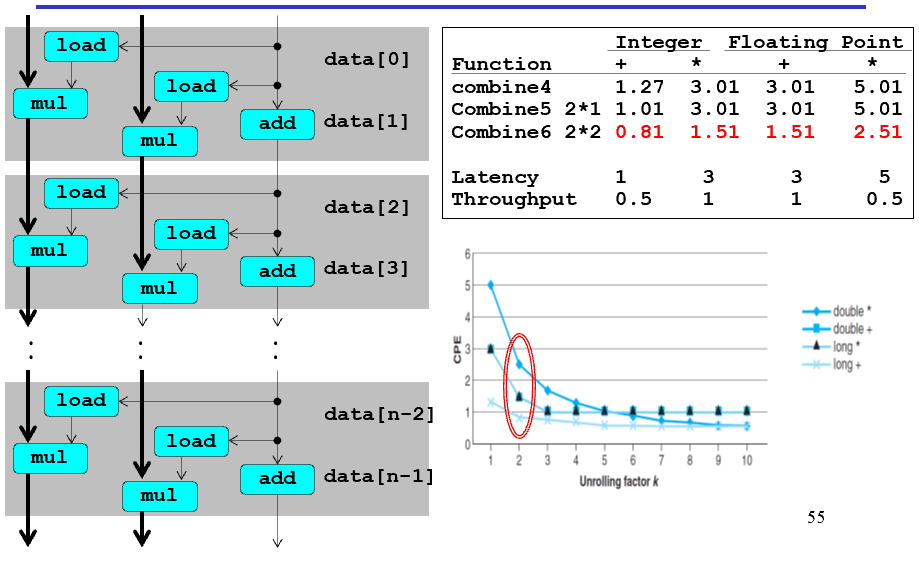 load
data[0]
load
mul
add
data[1]
mul
load
data[2]
load
mul
add
data[3]
mul
: : :
load
data[n-2]
load
mul
add
data[n-1]
mul
Integer Floating Point
Function + * + *
combine4 1.27 3.01 3.01 5.01
Combine5 2*1 1.01 3.01 3.01 5.01
Combine6 2*2 0.81 1.51 1.51 2.51
Latency 1 3 3 5
Throughput 0.5 1 1 0.5
6
5
4
3
2
1
0
CPE
1 2 3 4 5 6 7 8 9 10
Unrolling factor k
double *
double +
long *
long +
55